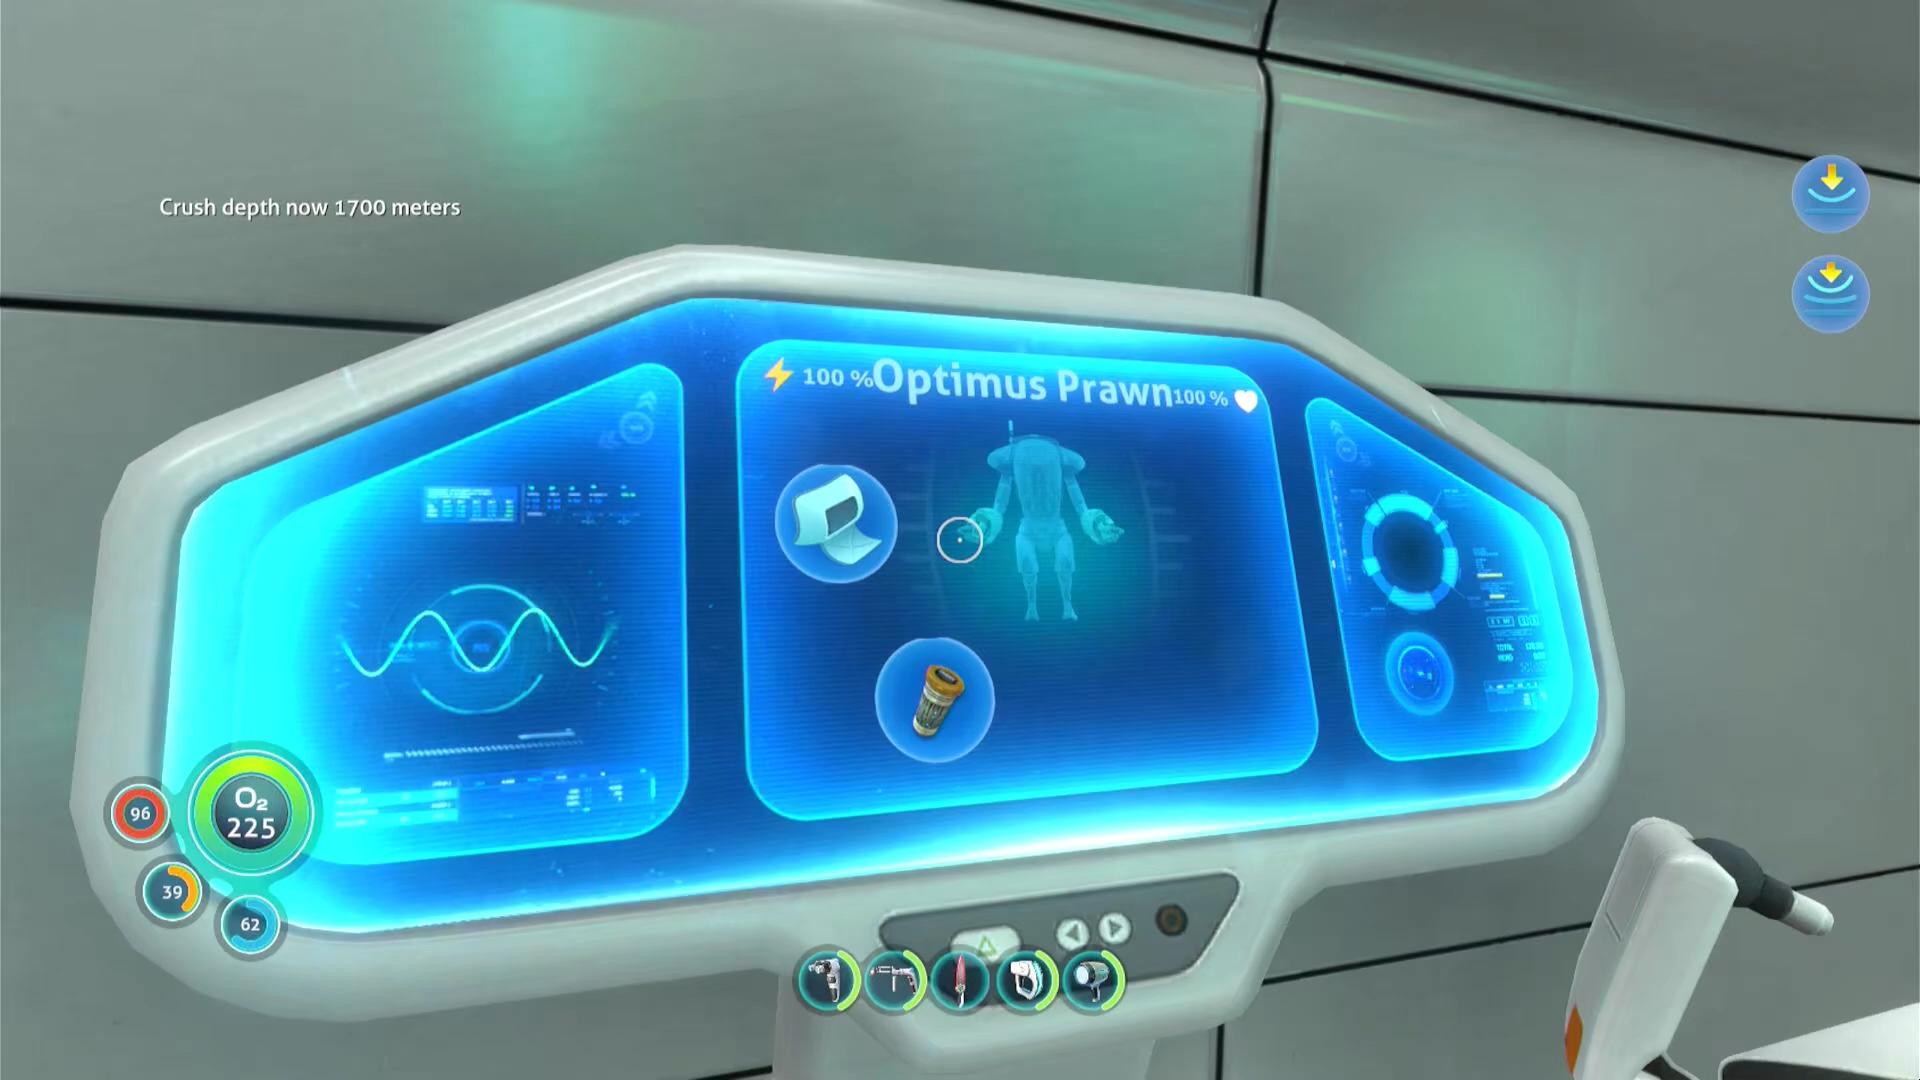 Crush depth now 1700 meters
100 % Optimus Prawn 100 %
O₂
225
96
39
62